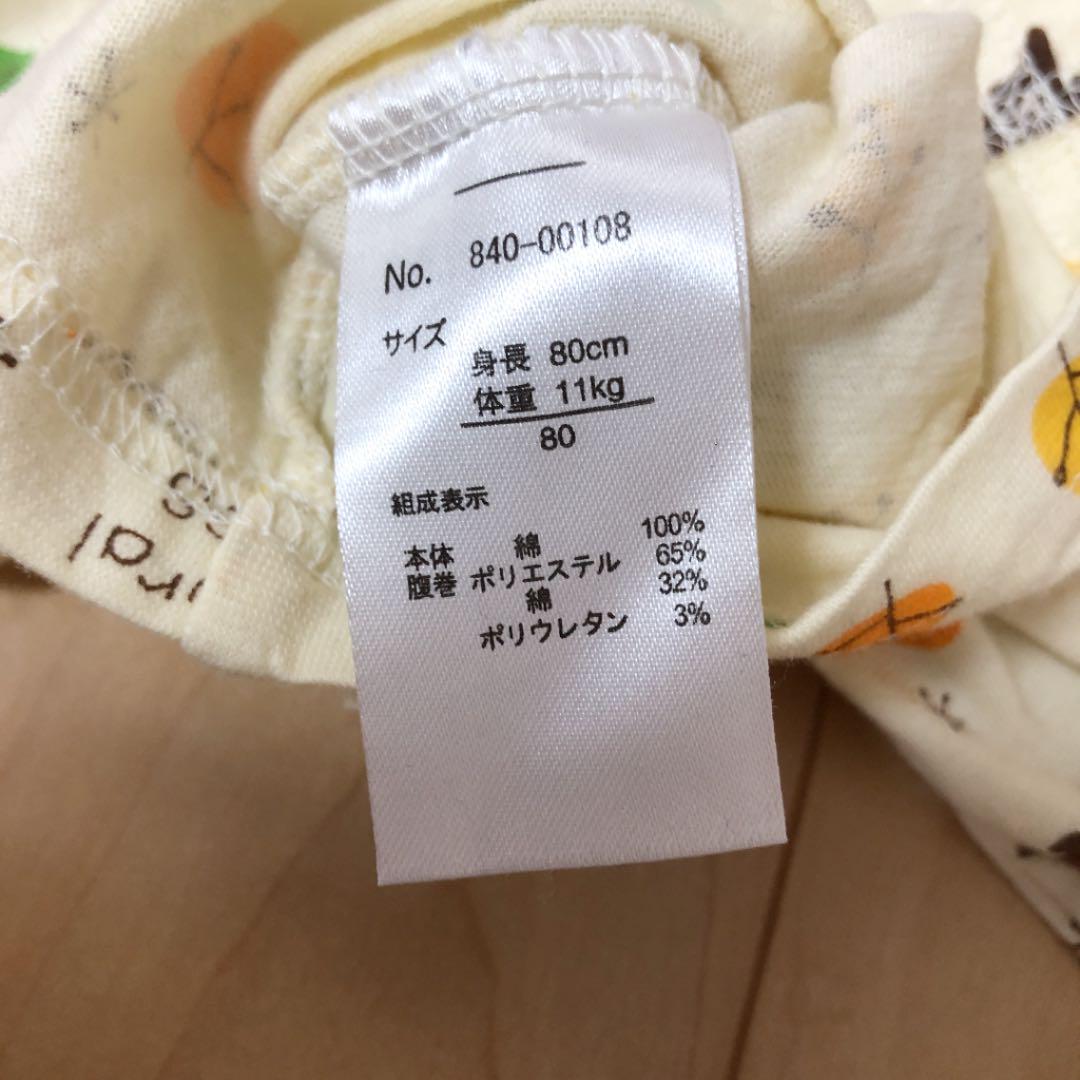 No. 840-00108
サイズ
身長 80cm
体重 11kg
80
組成表示
本体 綿 100%
腹巻 ポリエステル 65%
綿 32%
ポリウレタン 3%